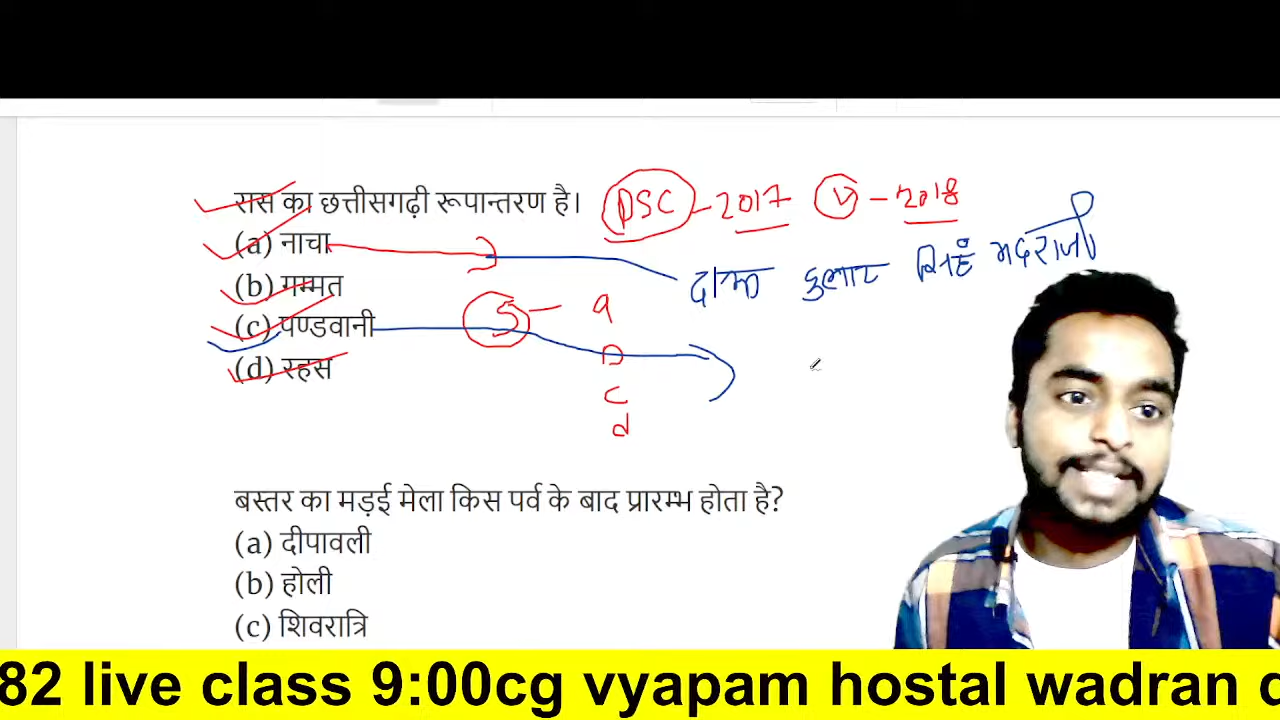 रास का छत्तीसगढ़ी रूपान्तरण है। PSC - 2017 V - 2018
(a) नाचा
दाऊ दुलार सिंह मदराजी
(b) गम्मत
(c) पण्डवानी 5 - a
b
(d) रहस
c
d
बस्तर का मड़ई मेला किस पर्व के बाद प्रारम्भ होता है?
(a) दीपावली
(b) होली
(c) शिवरात्रि
82 live class 9:00cg vyapam hostal wadran